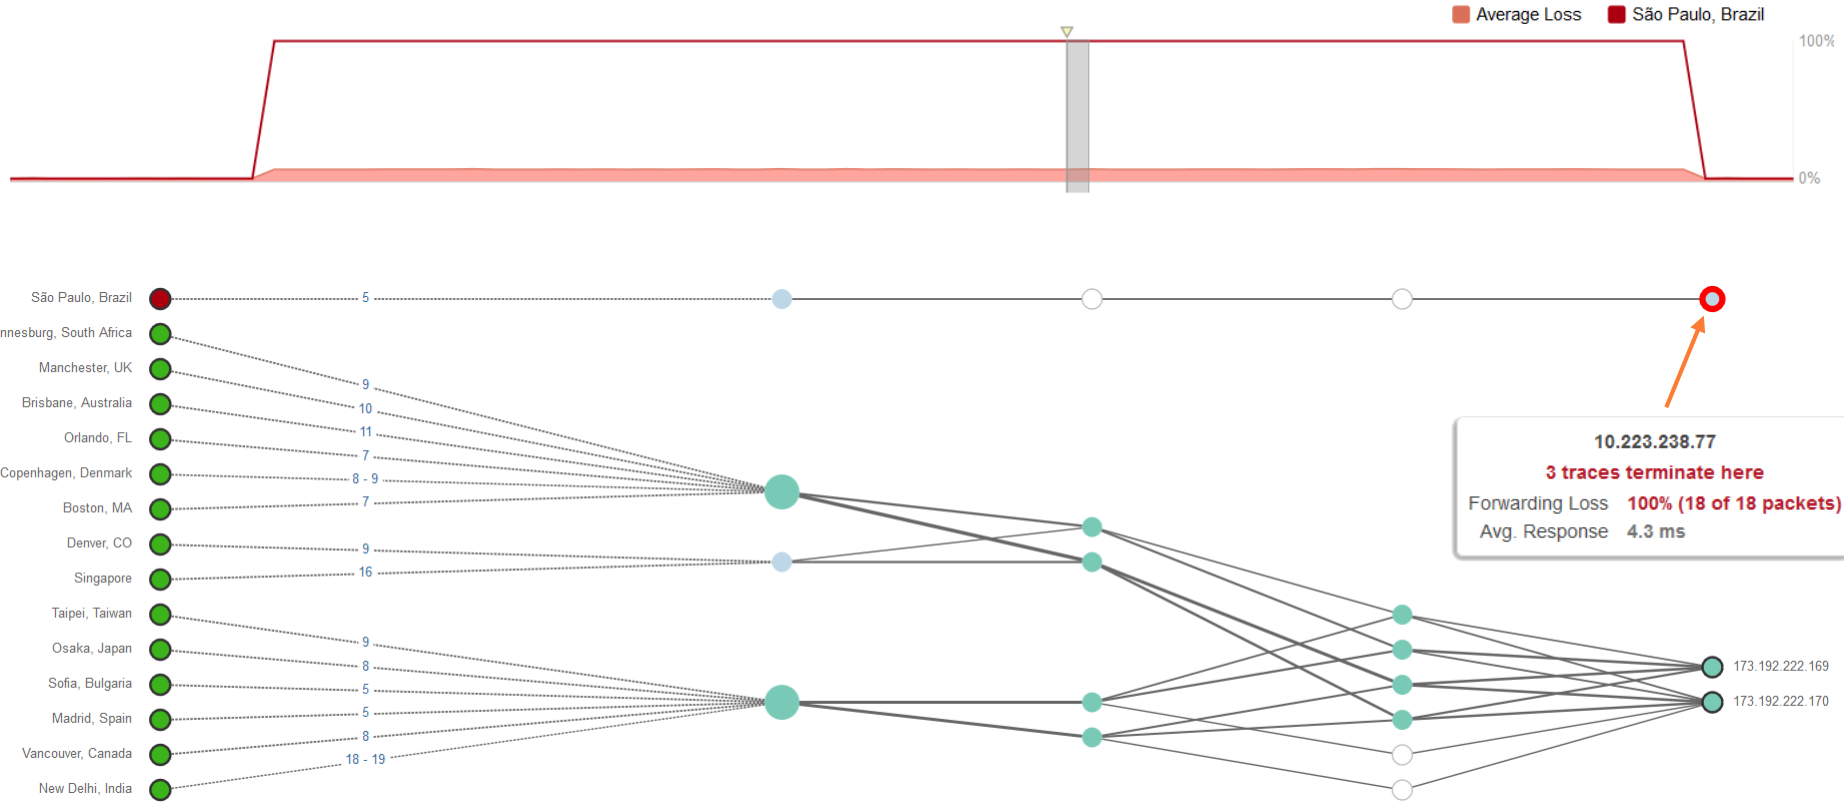 Average Loss
São Paulo, Brazil
100%
0%
São Paulo, Brazil
5
nnesburg, South Africa
Manchester, UK
9
Brisbane, Australia
10
11
Orlando, FL
7
Copenhagen, Denmark
8 - 9
Boston, MA
7
Denver, CO
9
Singapore
16
Taipei, Taiwan
9
Osaka, Japan
8
Sofia, Bulgaria
5
Madrid, Spain
5
Vancouver, Canada
8
New Delhi, India
18 - 19
10.223.238.77
3 traces terminate here
Forwarding Loss 100% (18 of 18 packets)
Avg. Response 4.3 ms
173.192.222.169
173.192.222.170